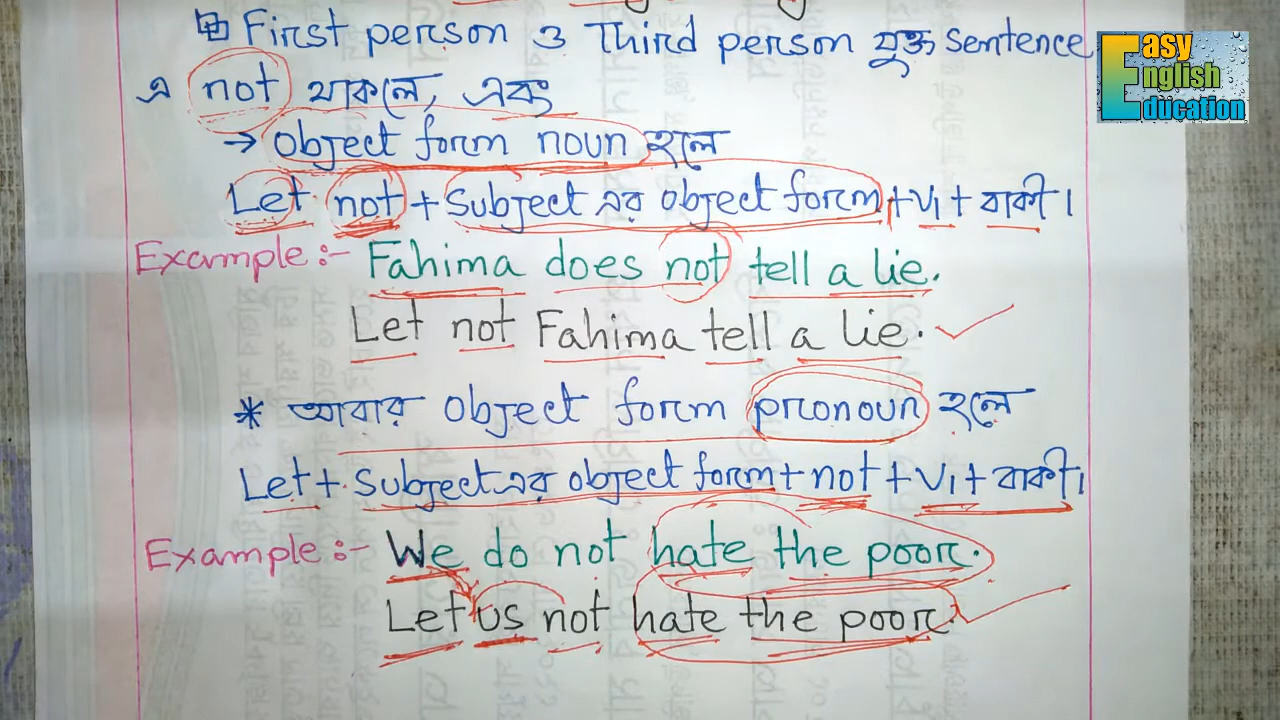 First person ও Third person যুক্ত sentence
এ not থাকলে, এবং
→ Object form noun হলে
Let not + Subject এর object form + V1 + বাকী।
Example :- Fahima does not tell a lie.
Let not Fahima tell a lie.
* আবার Object form pronoun হলে
Let + Subject এর object form + not + V1 + বাকী।
Example :- We do not hate the poor.
Let us not hate the poor.
Easy
English
Education